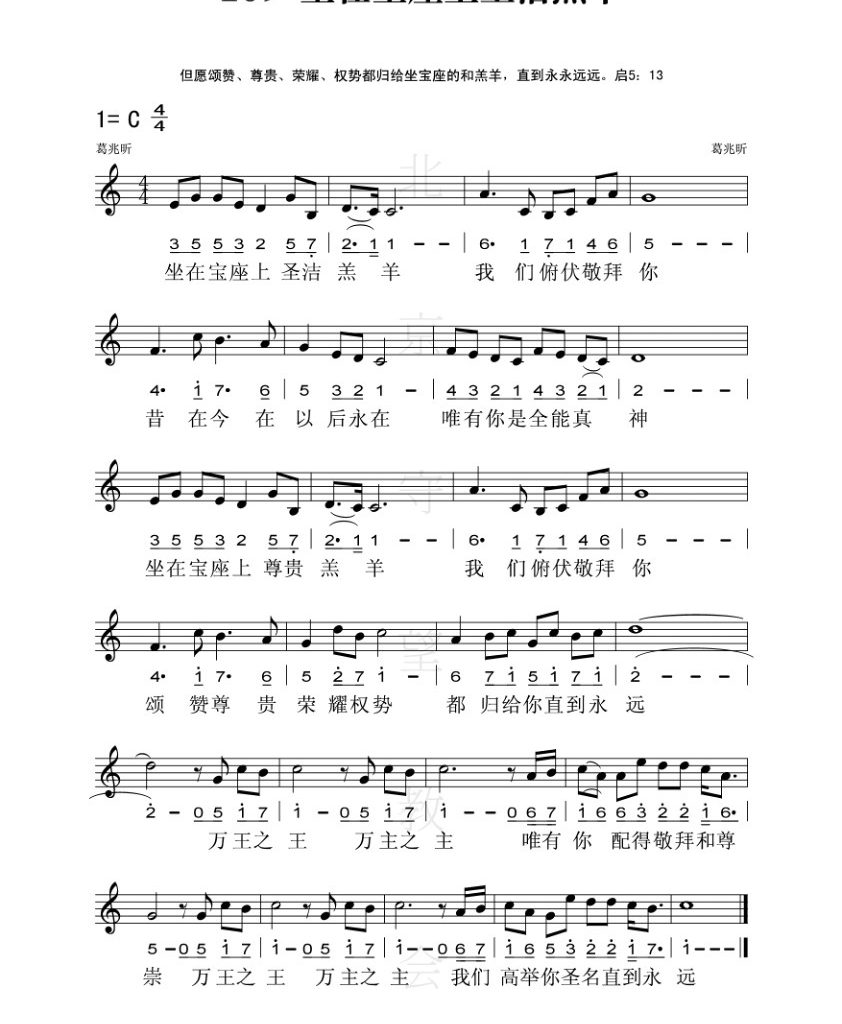 但愿颂赞、尊贵、荣耀、权势都归给坐宝座的和羔羊，直到永永远远。启5：13
1= C 4/4
葛兆昕 葛兆昕
3 5 5 3 2 5 7 | 2· 1 1 - - | 6· 1 7 1 4 6 | 5 - - - |
坐在宝座上 圣洁 羔 羊 我 们俯伏敬拜 你
4· 1 7· 6 | 5 3 2 1 - | 4 3 2 1 4 3 2 1 | 2 - - - |
昔 在今 在 以 后永在 唯有你是全能真 神
3 5 5 3 2 5 7 | 2· 1 1 - - | 6· 1 7 1 4 6 | 5 - - - |
坐在宝座上 尊贵 羔 羊 我 们俯伏敬拜 你
4· 1 7· 6 | 5 2 7 1 - | 6 7 1 5 1 7 1 | 2 - - - |
颂 赞尊 贵 荣 耀权势 都 归给你直到永 远
2 - 0 5 1 7 | 1 - 0 5 1 7 | 1 - - 0 6 7 | 1 6 6 3 2 2 1 6· |
万王之 王 万主之 主 唯有 你 配得敬拜和尊
5 - 0 5 1 7 | 1 - 0 5 1 7 | 1 - - 0 6 7 | 1 6 5 3 2 2 1 7· | 1 - - - |
崇 万王之 王 万主之 主 我们 高举你圣名直到永 远
北京守望教会